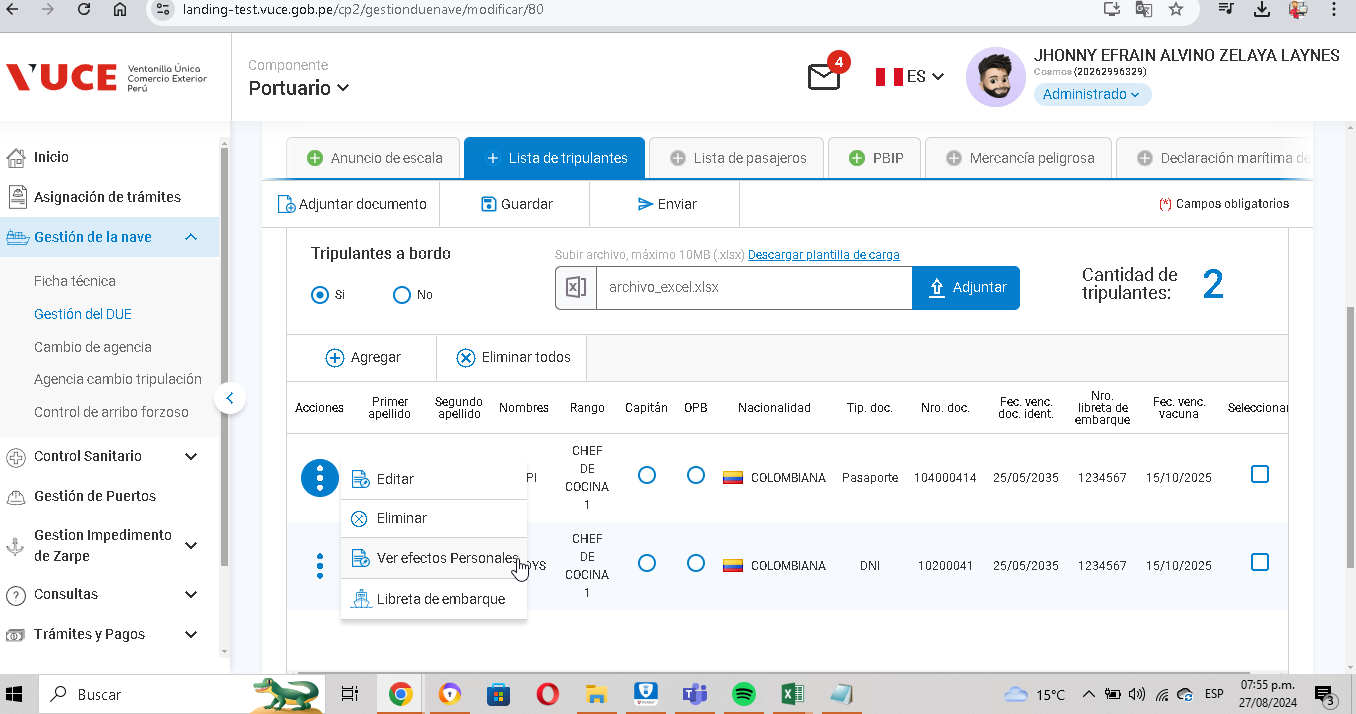 landing-test.vuce.gob.pe/cp2/gestionduenave/modificar/80
VUCE
Ventanilla Única
Comercio Exterior
Perú
Componente
Portuario
4
ES
JHONNY EFRAIN ALVINO ZELAYA LAYNES
Cosmos (20262996329)
Administrado
Inicio
Asignación de trámites
Gestión de la nave
Ficha técnica
Gestión del DUE
Cambio de agencia
Agencia cambio tripulación
Control de arribo forzoso
Control Sanitario
Gestión de Puertos
Gestion Impedimento
de Zarpe
Consultas
Trámites y Pagos
Anuncio de escala
Lista de tripulantes
Lista de pasajeros
PBIP
Mercancía peligrosa
Declaración marítima de
Adjuntar documento
Guardar
Enviar
(*) Campos obligatorios
Tripulantes a bordo
Si
No
Subir archivo, máximo 10MB (.xlsx) Descargar plantilla de carga
archivo_excel.xlsx
Adjuntar
Cantidad de
tripulantes:
2
Agregar
Eliminar todos
Acciones
Primer
apellido
Segundo
apellido
Nombres
Rango
Capitán
OPB
Nacionalidad
Tip. doc.
Nro. doc.
Fec. venc.
doc. ident.
Nro.
libreta de
embarque
Fec. venc.
vacuna
Seleccionar
PI
CHEF
DE
COCINA
1
COLOMBIANA
Pasaporte
104000414
25/05/2035
1234567
15/10/2025
OYS
CHEF
DE
COCINA
1
COLOMBIANA
DNI
10200041
25/05/2035
1234567
15/10/2025
Editar
Eliminar
Ver efectos Personales
Libreta de embarque
Buscar
15°C
ESP
07:55 p.m.
27/08/2024
3